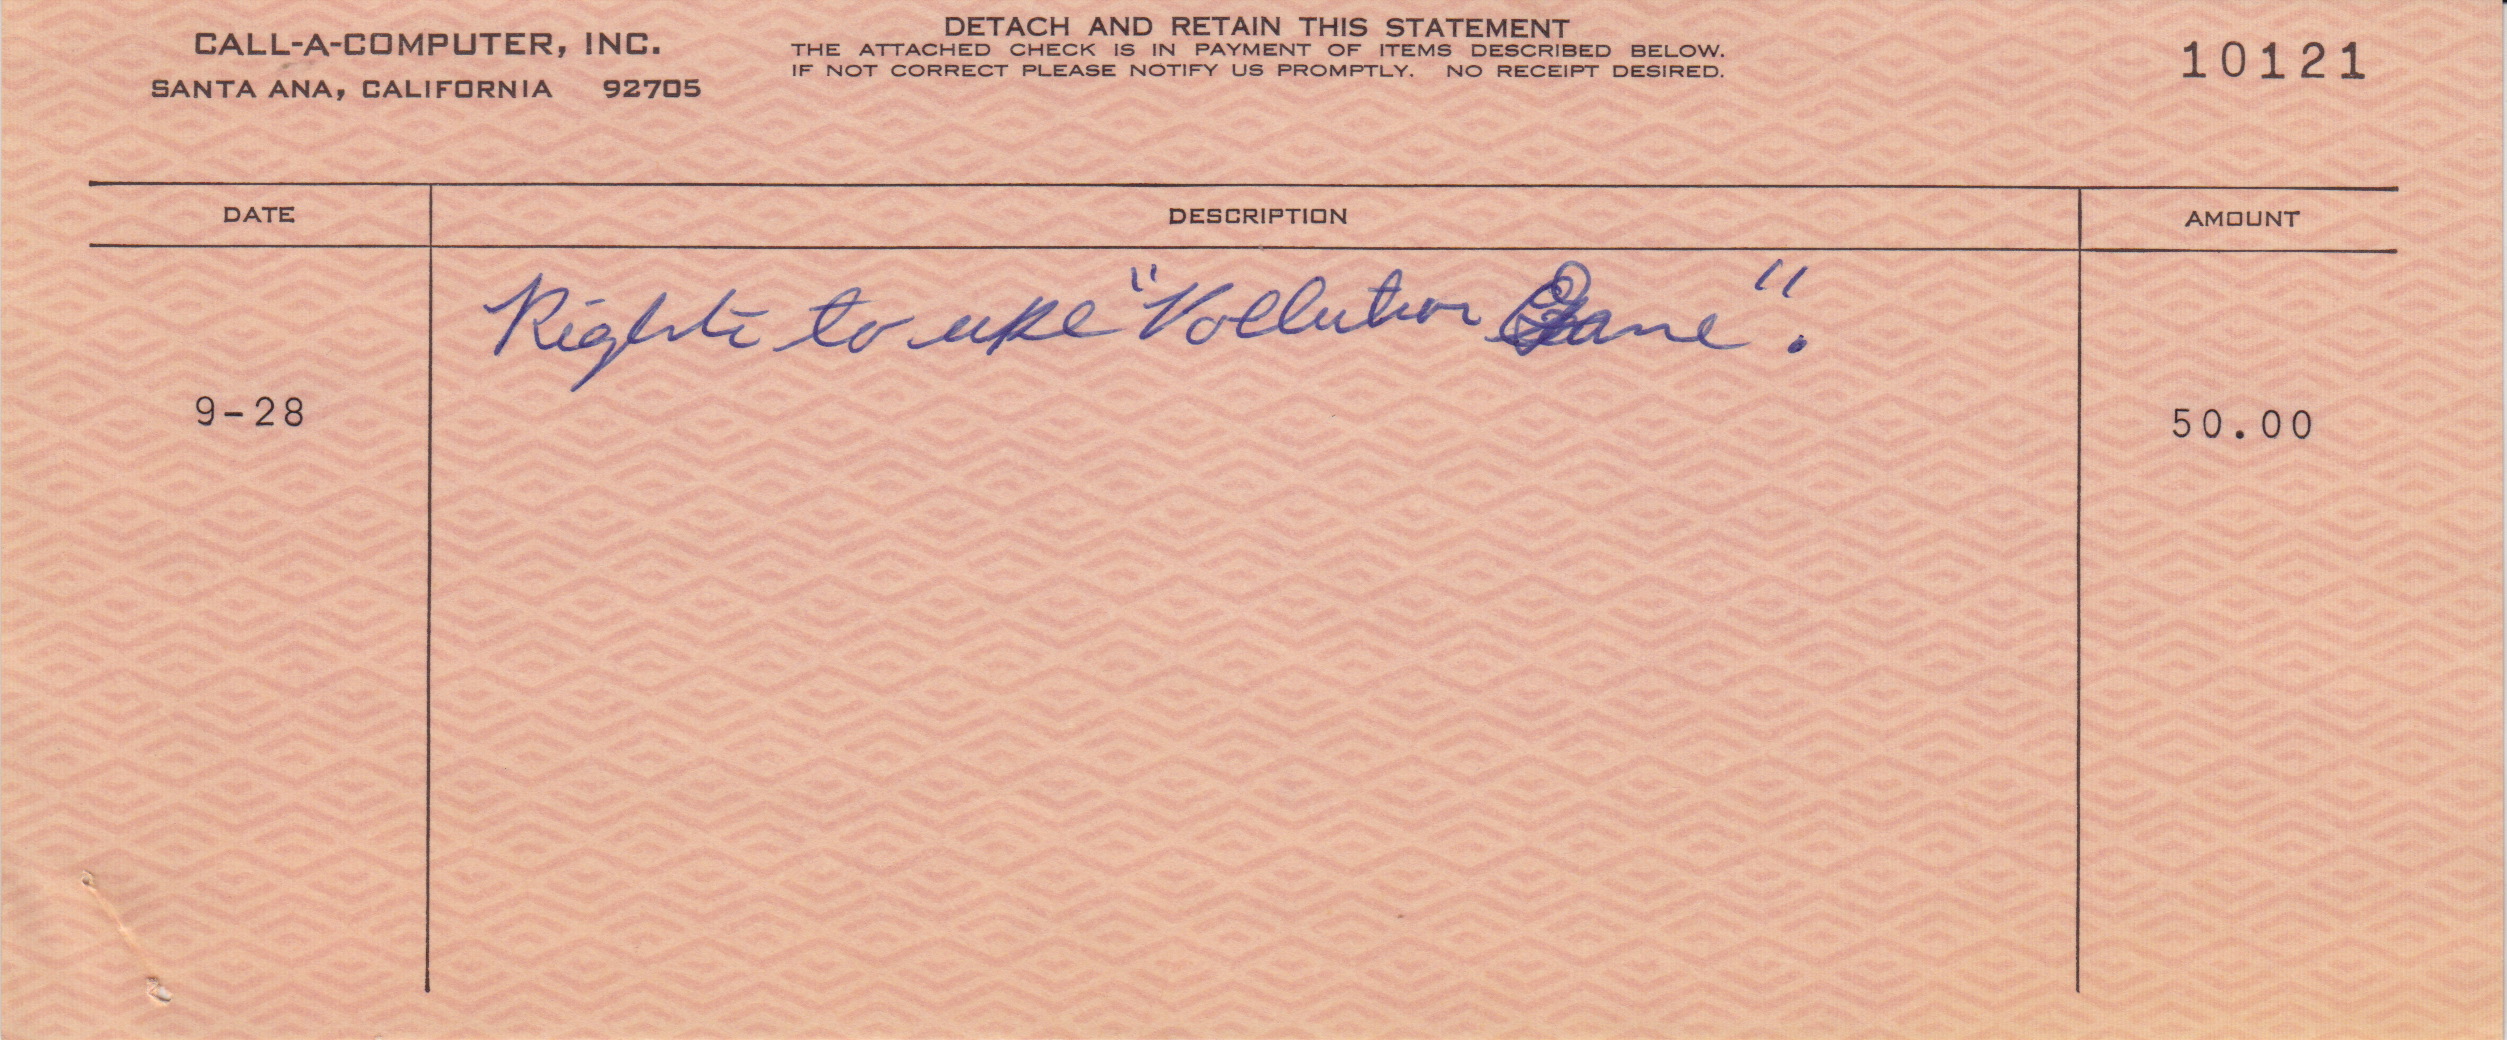 CALL-A-COMPUTER, INC.
SANTA ANA, CALIFORNIA 92705
DETACH AND RETAIN THIS STATEMENT
THE ATTACHED CHECK IS IN PAYMENT OF ITEMS DESCRIBED BELOW.
IF NOT CORRECT PLEASE NOTIFY US PROMPTLY. NO RECEIPT DESIRED.
10121
DATE DESCRIPTION AMOUNT
Rights to use "Pollution Game".
9-28 50.00